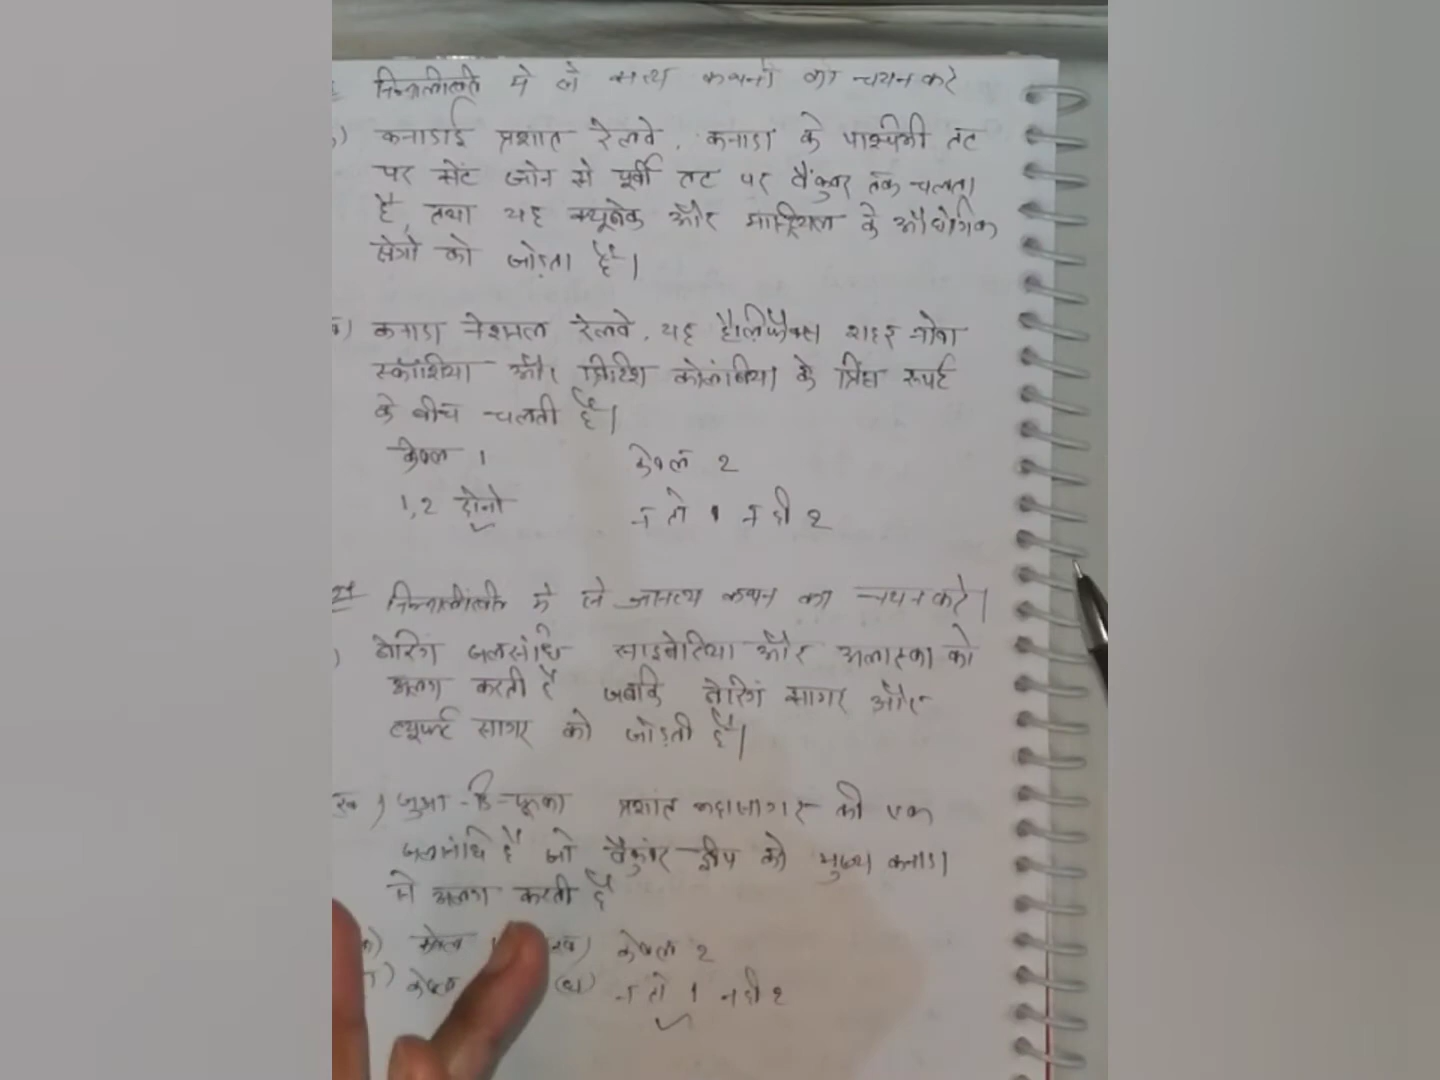 निम्नलिखित मे से सत्य कथनों का चयन करे
कनाडाई प्रशांत रेलवे, कनाडा के पश्चिमी तट
पर सेंट जोन से पूर्वी तट पर वैंकुवर तक चलता
है, तथा यह क्यूबेक और मान्ट्रियल के औद्योगिक
क्षेत्रो को जोड़ता है।
कनाडा नेशनल रेलवे, यह हैलिफैक्स शहर नोवा
स्कॉशिया और ब्रिटिश कोलंबिया के प्रिंस रूपर्ट
के बीच चलती है।
केवल 1 केवल 2
1,2 दोनो न तो 1 न ही 2
निम्नलिखित मे से असत्य कथन का चयन करे।
बेरिंग जलसंधि साइबेरिया और अलास्का को
अलग करती है जबकि बेरिंग सागर और
को जोड़ती है।
ख) जुआ-डि-फूका प्रशांत महासागर की एक
जलसंधि है जो वैंकुवर द्वीप को मुख्य कनाडा
से अलग करती है
केवल ख) केवल 2
केवल (घ) न तो 1 न ही 2